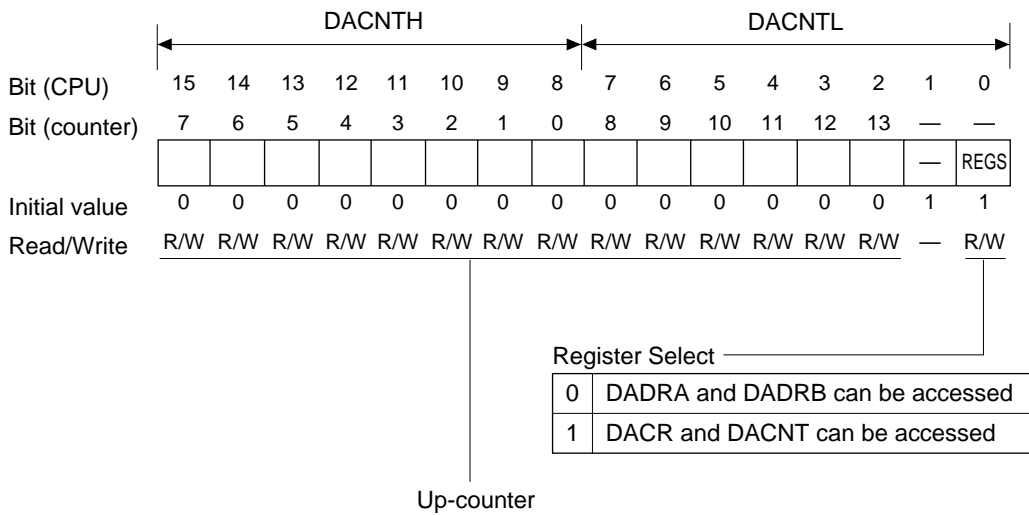 DACNTH DACNTL
Bit (CPU) 15 14 13 12 11 10 9 8 7 6 5 4 3 2 1 0
Bit (counter) 7 6 5 4 3 2 1 0 8 9 10 11 12 13 — —
— REGS
Initial value 0 0 0 0 0 0 0 0 0 0 0 0 0 0 1 1
Read/Write R/W R/W R/W R/W R/W R/W R/W R/W R/W R/W R/W R/W R/W R/W — R/W
Register Select
0 DADRA and DADRB can be accessed
1 DACR and DACNT can be accessed
Up-counter